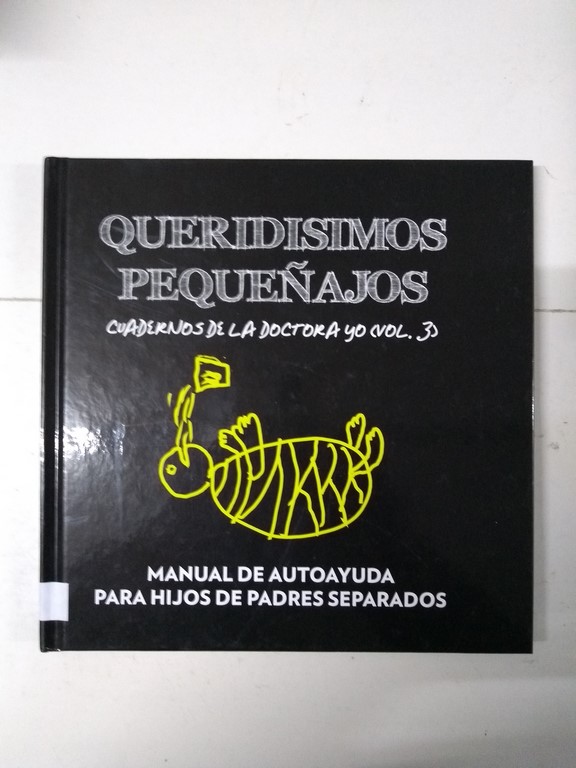 QUERIDISIMOS
PEQUEÑAJOS
CUADERNOS DE LA DOCTORA YO (VOL. 3)
MANUAL DE AUTOAYUDA
PARA HIJOS DE PADRES SEPARADOS